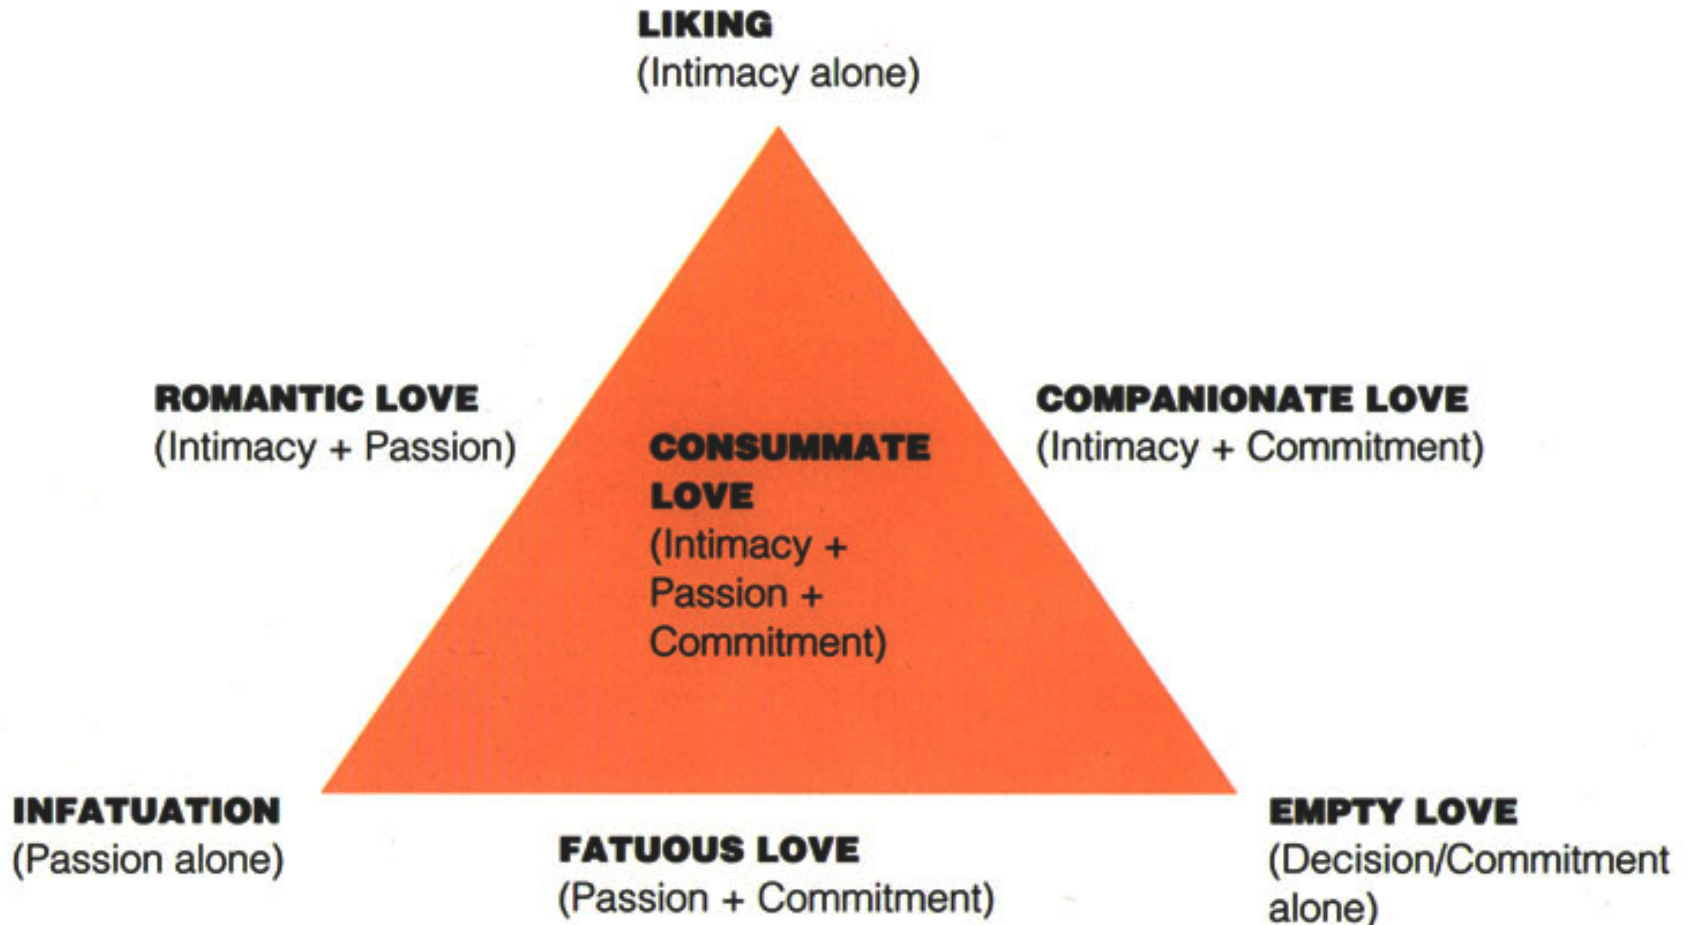 LIKING
(Intimacy alone)
ROMANTIC LOVE
(Intimacy + Passion)
COMPANIONATE LOVE
(Intimacy + Commitment)
CONSUMMATE
LOVE
(Intimacy +
Passion +
Commitment)
INFATUATION
(Passion alone)
FATUOUS LOVE
(Passion + Commitment)
EMPTY LOVE
(Decision/Commitment
alone)